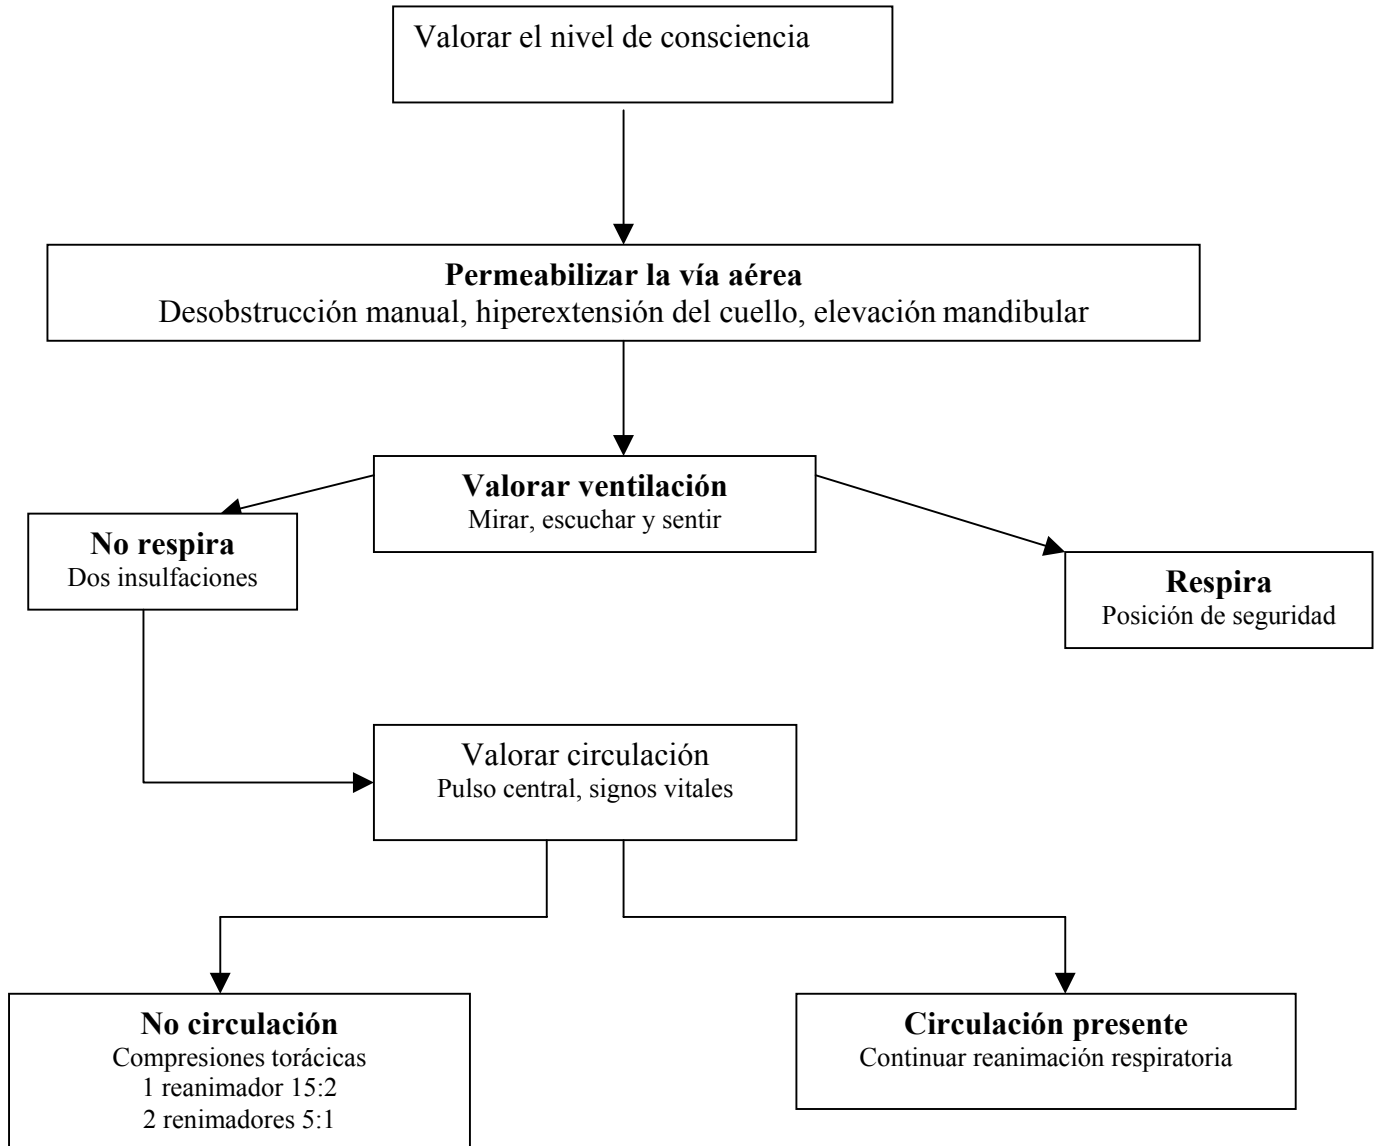 Valorar el nivel de consciencia
Permeabilizar la vía aérea
Desobstrucción manual, hiperextensión del cuello, elevación mandibular
Valorar ventilación
Mirar, escuchar y sentir
No respira
Dos insulfaciones
Respira
Posición de seguridad
Valorar circulación
Pulso central, signos vitales
No circulación
Compresiones torácicas
1 reanimador 15:2
2 renimadores 5:1
Circulación presente
Continuar reanimación respiratoria